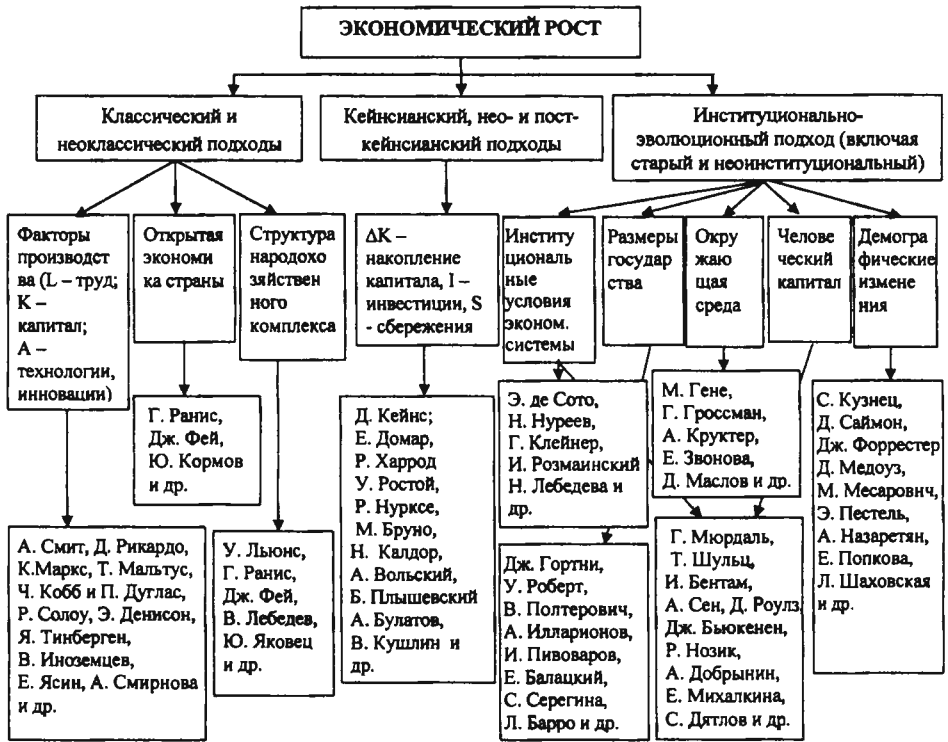 ЭКОНОМИЧЕСКИЙ РОСТ
Классический и
неоклассический подходы
Кейнсианский, нео- и пост-
кейнсианский подходы
Институционально-
эволюционный подход (включая
старый и неоинституциональный)
Факторы
производст
ва (L – труд;
K –
капитал;
A –
технологии,
инновации)
Открытая
экономи
ка страны
Структура
народохо
зяйствен
ного
комплекса
ΔK –
накопление
капитала, I –
инвестиции, S
- сбережения
Институ
циональ
ные
условия
эконом.
системы
Размеры
государ
ства
Окру
жаю
щая
среда
Челове
ческий
капитал
Демогра
фические
измене
ния
Г. Ранис,
Дж. Фей,
Ю. Кормов
и др.
А. Смит, Д. Рикардо,
К.Маркс, Т. Мальтус,
Ч. Кобб и П. Дуглас,
Р. Солоу, Э. Денисон,
Я. Тинберген,
В. Иноземцев,
Е. Ясин, А. Смирнова
и др.
У. Льюнс,
Г. Ранис,
Дж. Фей,
В. Лебедев,
Ю. Яковец
и др.
Д. Кейнс;
Е. Домар,
Р. Харрод
У. Ростой,
Р. Нурксе,
М. Бруно,
Н. Калдор,
А. Вольский,
Б. Плышевский
А. Булатов,
В. Кушлин и
др.
Э. де Сото,
Н. Нуреев,
Г. Клейнер,
И. Розмаинский
Н. Лебедева и
др.
Дж. Гортни,
У. Роберт,
В. Полтерович,
А. Илларионов,
И. Пивоваров,
Е. Балацкий,
С. Серегина,
Л. Барро и др.
М. Гене,
Г. Гроссман,
А. Круктер,
Е. Звонова,
Д. Маслов и др.
Г. Мюрдаль,
Т. Шульц,
И. Бентам,
А. Сен, Д. Роулз,
Дж. Бьюкенен,
Р. Нозик,
А. Добрынин,
Е. Михалкина,
С. Дятлов и др.
С. Кузнец,
Д. Саймон,
Дж. Форрестер
Д. Медоуз,
М. Месарович,
Э. Пестель,
А. Назаретян,
Е. Попкова,
Л. Шаховская
и др.